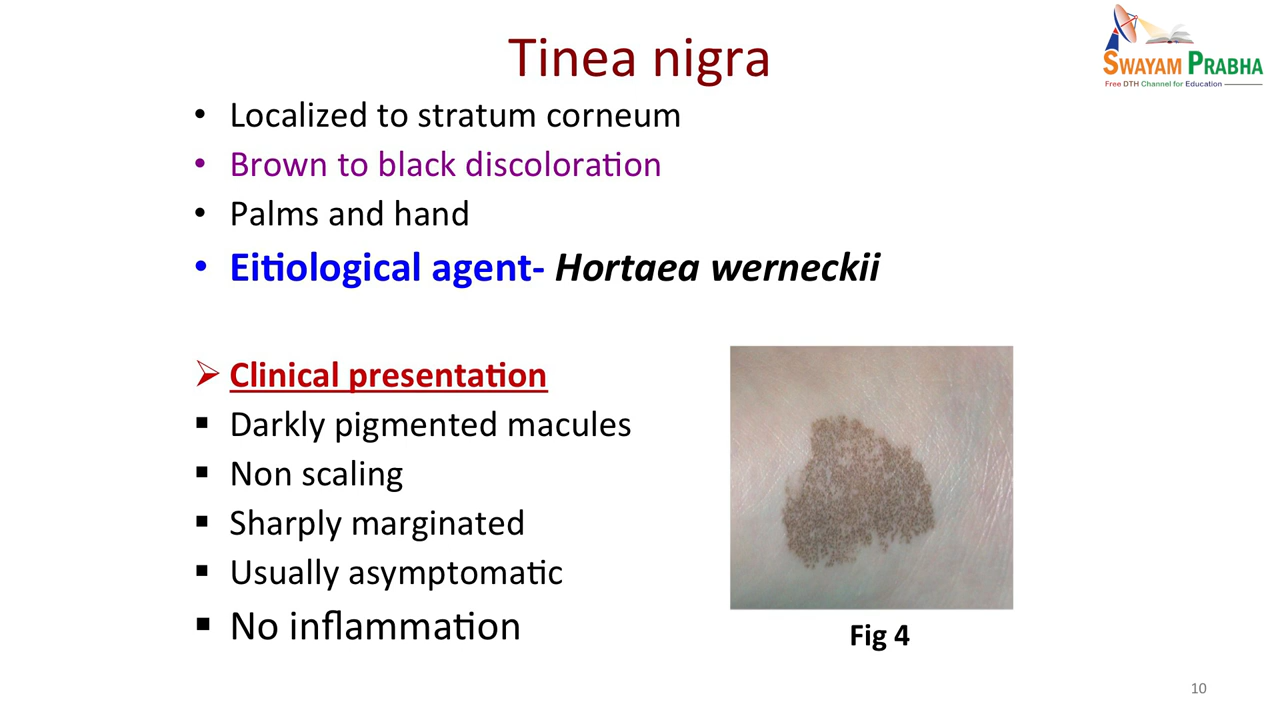 Tinea nigra
SWAYAM PRABHA
Free DTH Channel for Education
• Localized to stratum corneum
• Brown to black discoloration
• Palms and hand
• Eitiological agent- Hortaea werneckii
➢ Clinical presentation
▪ Darkly pigmented macules
▪ Non scaling
▪ Sharply marginated
▪ Usually asymptomatic
▪ No inflammation
Fig 4
10